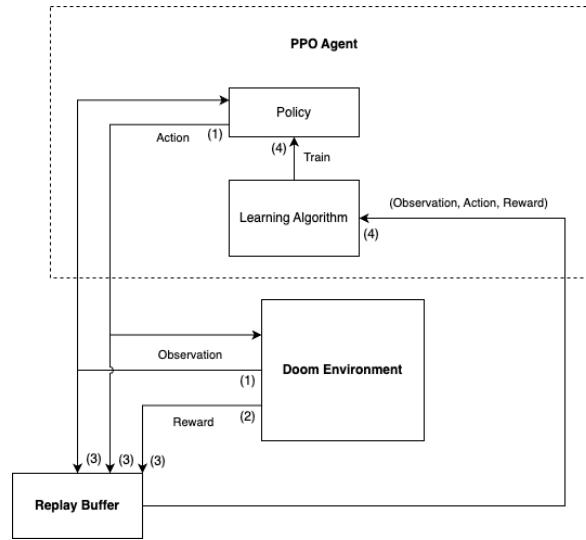 PPO Agent
Policy
Action
(1)
(4)
Train
Learning Algorithm
(Observation, Action, Reward)
(4)
Observation
(1)
Doom Environment
Reward
(2)
(3)
(3)
(3)
Replay Buffer